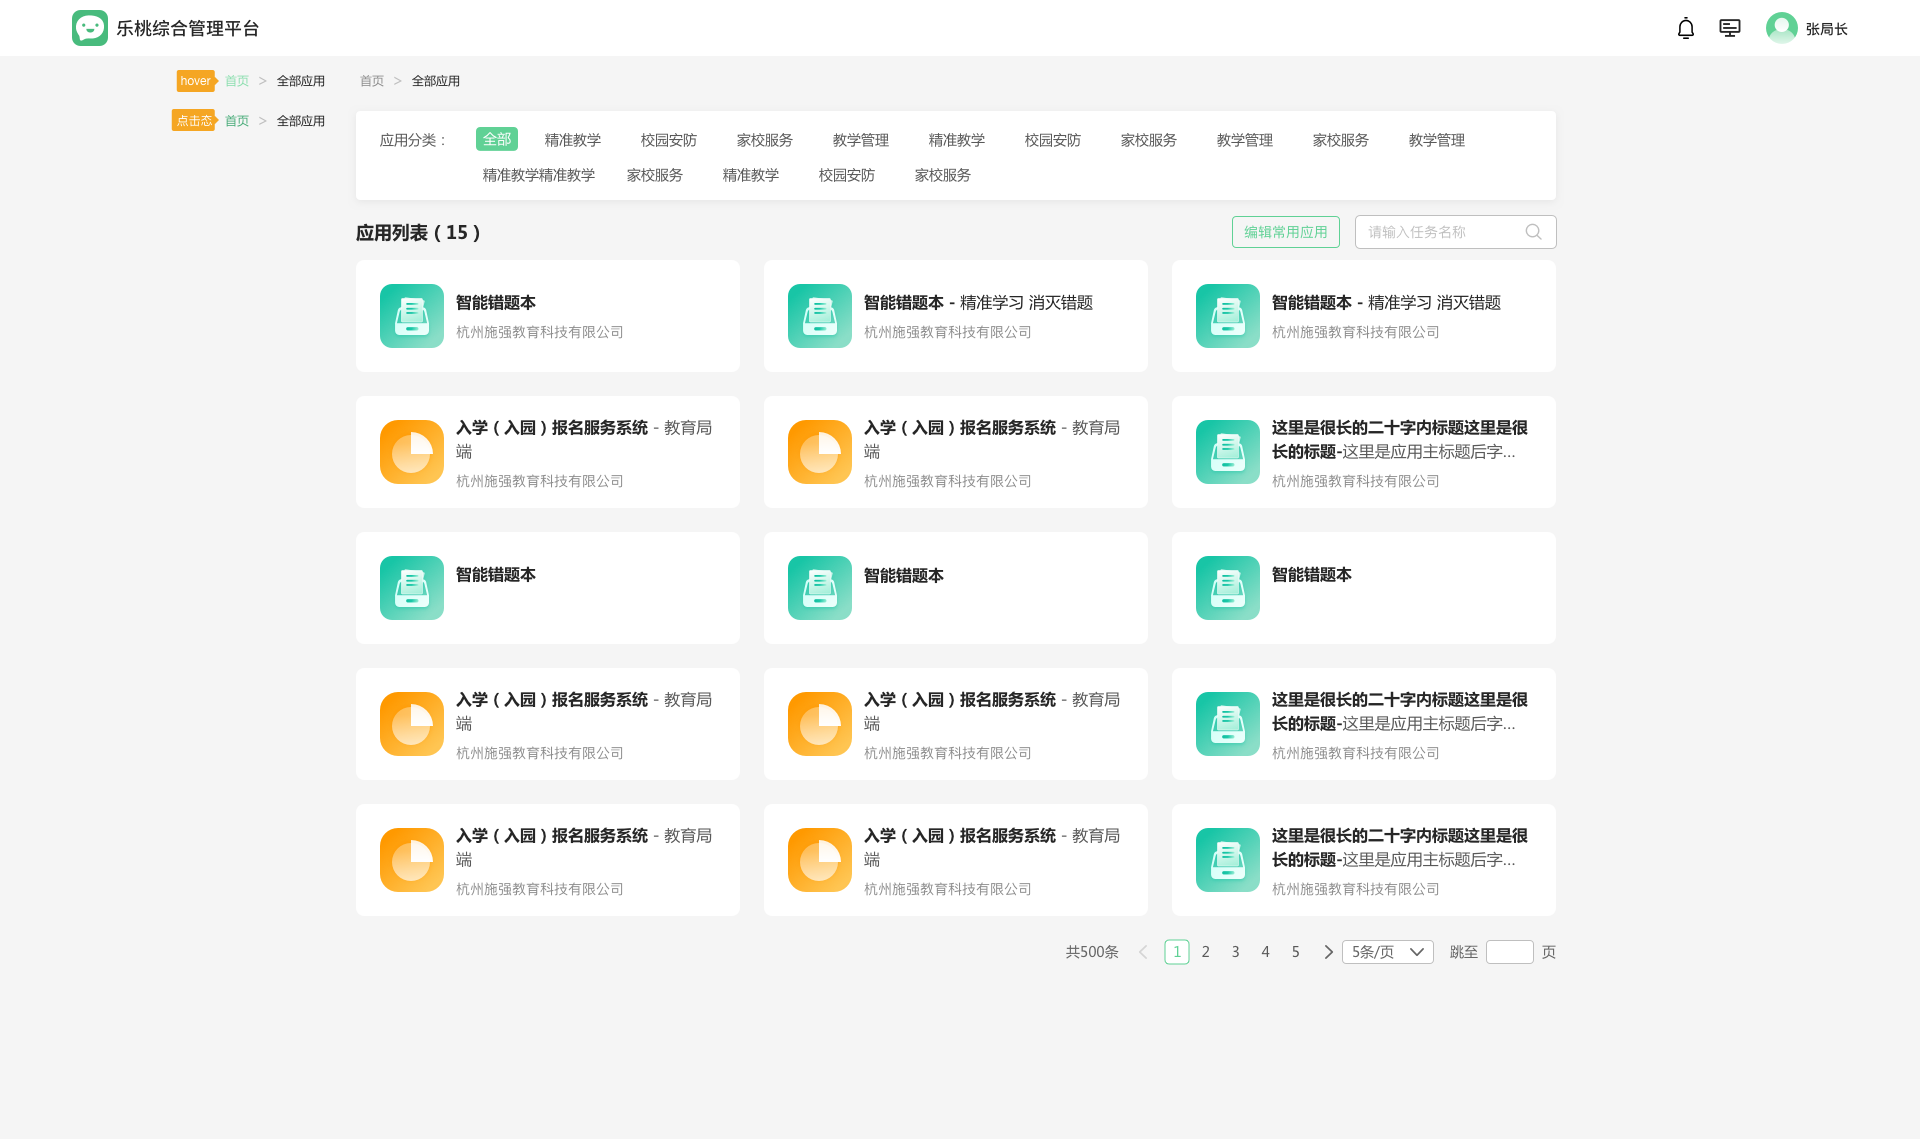 乐桃综合管理平台
张局长
hover 首页 > 全部应用
首页 > 全部应用
点击态 首页 > 全部应用
应用分类： 全部 精准教学 校园安防 家校服务 教学管理 精准教学 校园安防 家校服务 教学管理 家校服务 教学管理
精准教学精准教学 家校服务 精准教学 校园安防 家校服务
应用列表（15）
编辑常用应用
请输入任务名称
智能错题本
杭州施强教育科技有限公司
智能错题本 - 精准学习 消灭错题
杭州施强教育科技有限公司
智能错题本 - 精准学习 消灭错题
杭州施强教育科技有限公司
入学（入园）报名服务系统 - 教育局
端
杭州施强教育科技有限公司
入学（入园）报名服务系统 - 教育局
端
杭州施强教育科技有限公司
这里是很长的二十字内标题这里是很
长的标题-这里是应用主标题后字...
杭州施强教育科技有限公司
智能错题本
智能错题本
智能错题本
入学（入园）报名服务系统 - 教育局
端
杭州施强教育科技有限公司
入学（入园）报名服务系统 - 教育局
端
杭州施强教育科技有限公司
这里是很长的二十字内标题这里是很
长的标题-这里是应用主标题后字...
杭州施强教育科技有限公司
入学（入园）报名服务系统 - 教育局
端
杭州施强教育科技有限公司
入学（入园）报名服务系统 - 教育局
端
杭州施强教育科技有限公司
这里是很长的二十字内标题这里是很
长的标题-这里是应用主标题后字...
杭州施强教育科技有限公司
共500条 1 2 3 4 5 5条/页 跳至 页